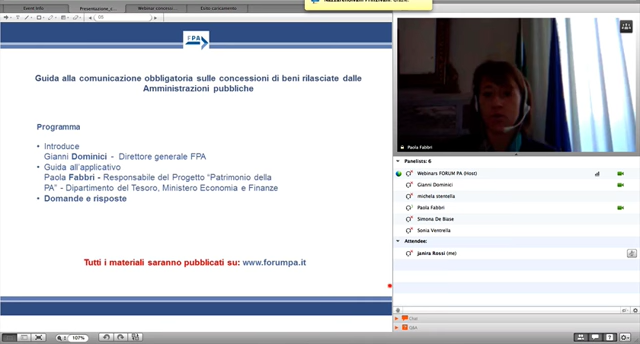 Event Info
FPA
Guida alla comunicazione obbligatoria sulle concessioni di beni rilasciate dalle
Amministrazioni pubbliche
Programma
• Introduce
Gianni Dominici - Direttore generale FPA
• Guida all'applicativo
Paola Fabbri - Responsabile del Progetto "Patrimonio della
PA" - Dipartimento del Tesoro, Ministero Economia e Finanze
• Domande e risposte
Tutti i materiali saranno pubblicati su: www.forumpa.it
107%
Paola Fabbri
Panelists: 6
Webinars FORUM PA (Host)
Gianni Dominici
michela stentella
Paola Fabbri
Simona De Biase
Sonia Ventrella
Attendee:
Janira Rossi (me)
Chat
Q&A